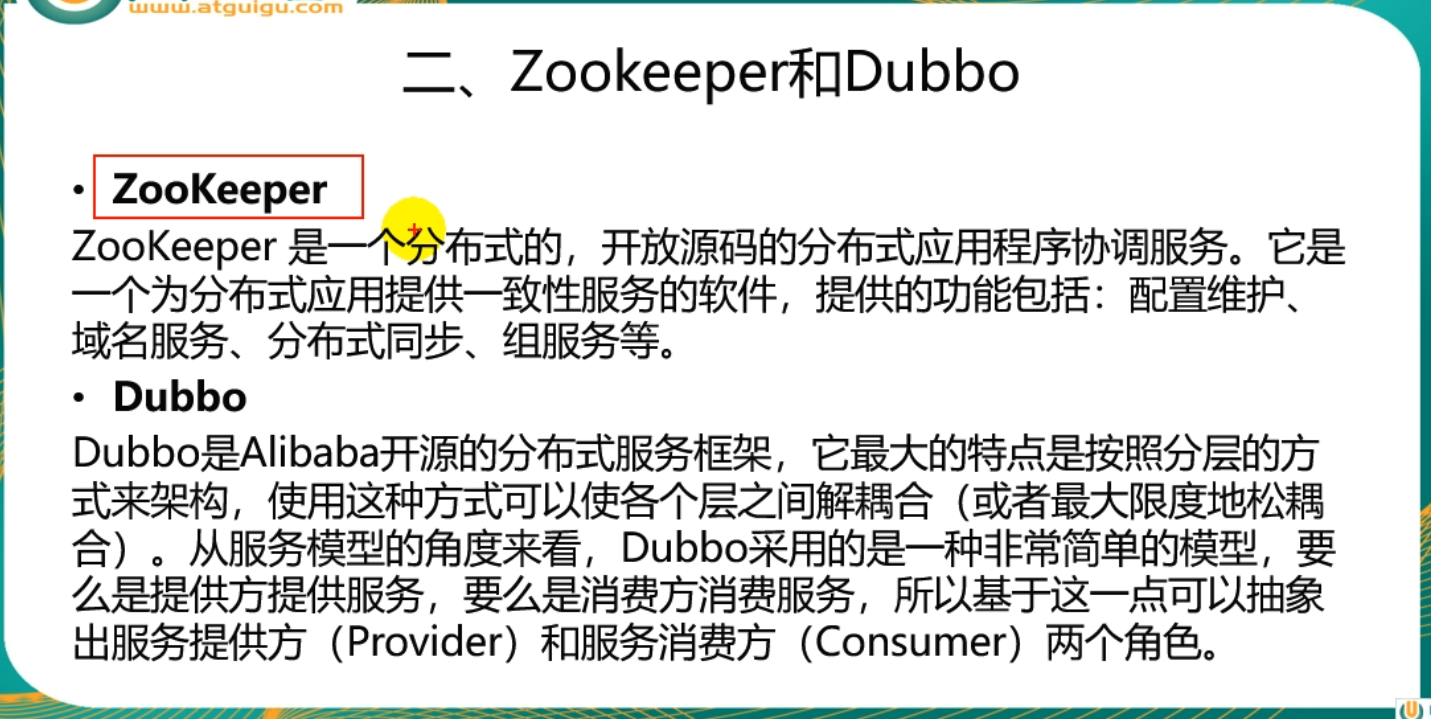 www.atguigu.com
二、Zookeeper和Dubbo
• ZooKeeper
ZooKeeper 是一个分布式的，开放源码的分布式应用程序协调服务。它是
一个为分布式应用提供一致性服务的软件，提供的功能包括：配置维护、
域名服务、分布式同步、组服务等。
• Dubbo
Dubbo是Alibaba开源的分布式服务框架，它最大的特点是按照分层的方
式来架构，使用这种方式可以使各个层之间解耦合（或者最大限度地松耦
合）。从服务模型的角度来看，Dubbo采用的是一种非常简单的模型，要
么是提供方提供服务，要么是消费方消费服务，所以基于这一点可以抽象
出服务提供方（Provider）和服务消费方（Consumer）两个角色。